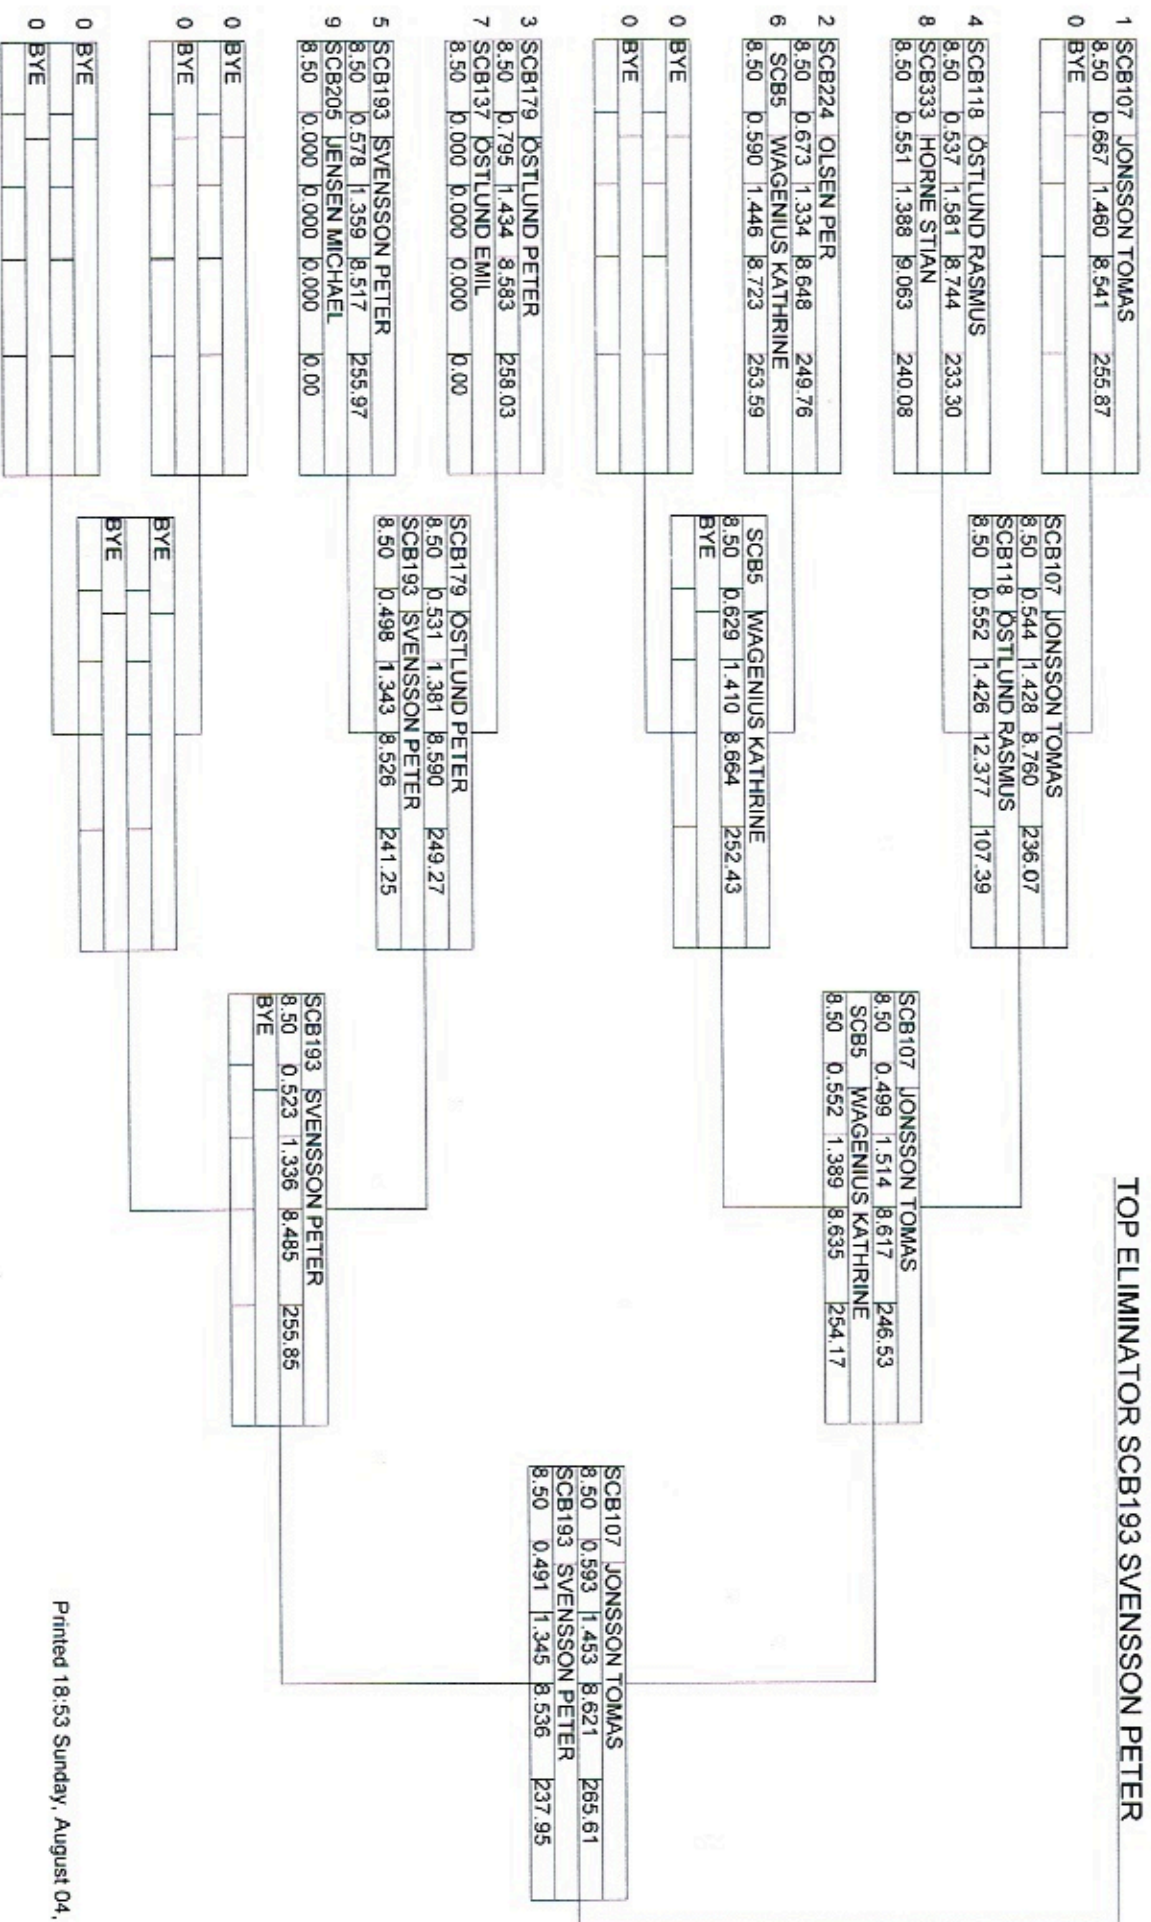 TOP ELIMINATOR SCB193 SVENSSON PETER
1 SCB107 JONSSON TOMAS
8.50 0.667 1.460 8.541 255.87
0 BYE
4 SCB118 ÖSTLUND RASMUS
8.50 0.537 1.581 8.744 233.30
8 SCB333 HORNE STIAN
8.50 0.551 1.388 9.063 240.08
2 SCB224 OLSEN PER
8.50 0.673 1.334 8.648 249.76
6 SCB5 WAGENIUS KATHRINE
8.50 0.590 1.446 8.723 253.59
0 BYE
0 BYE
3 SCB179 ÖSTLUND PETER
8.50 0.795 1.434 8.583 258.03
7 SCB137 ÖSTLUND EMIL
8.50 0.000 0.000 0.000 0.00
5 SCB193 SVENSSON PETER
8.50 0.578 1.359 8.517 255.97
9 SCB205 JENSEN MICHAEL
8.50 0.000 0.000 0.000 0.00
0 BYE
0 BYE
0 BYE
0 BYE
SCB107 JONSSON TOMAS
8.50 0.544 1.428 8.760 236.07
SCB118 ÖSTLUND RASMUS
8.50 0.552 1.426 12.377 107.39
SCB5 WAGENIUS KATHRINE
8.50 0.629 1.410 8.664 252.43
BYE
SCB179 ÖSTLUND PETER
8.50 0.531 1.381 8.590 249.27
SCB193 SVENSSON PETER
8.50 0.498 1.343 8.526 241.25
BYE
BYE
SCB107 JONSSON TOMAS
8.50 0.499 1.514 8.617 246.53
SCB5 WAGENIUS KATHRINE
8.50 0.552 1.389 8.635 254.17
SCB193 SVENSSON PETER
8.50 0.523 1.336 8.485 255.85
BYE
SCB107 JONSSON TOMAS
8.50 0.593 1.453 8.621 265.61
SCB193 SVENSSON PETER
8.50 0.491 1.345 8.536 237.95
Printed 18:53 Sunday, August 04,